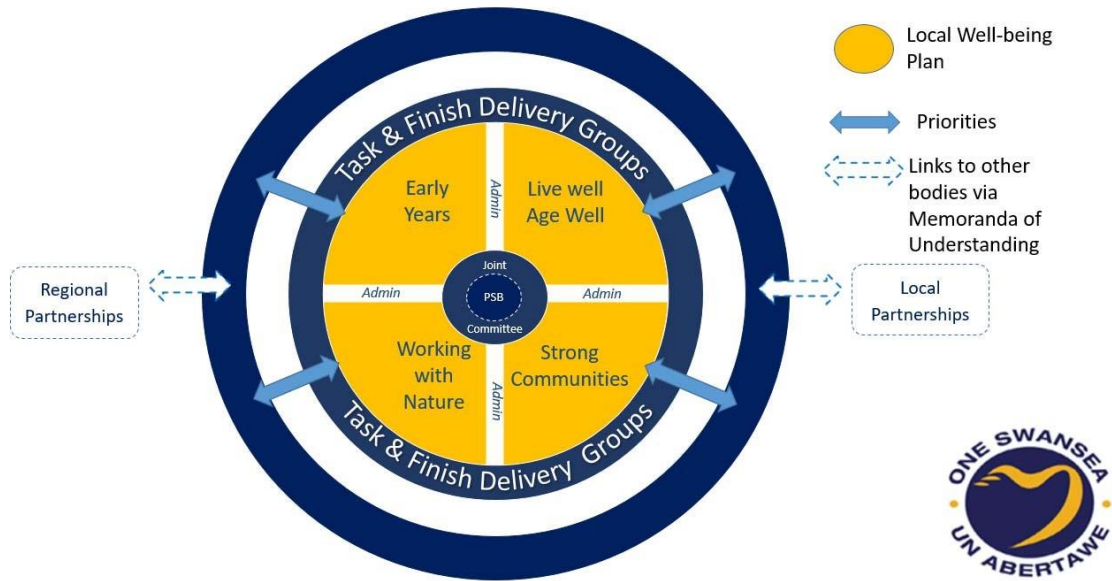 Local Well-being
Plan
Priorities
Links to other
bodies via
Memoranda of
Understanding
Task & Finish Delivery Groups
Early
Years
Admin
Live well
Age Well
Regional
Partnerships
Admin
Joint
PSB
Committee
Admin
Local
Partnerships
Working
with
Nature
Admin
Strong
Communities
Task & Finish Delivery Groups
ONE SWANSEA
UN ABERTAWE